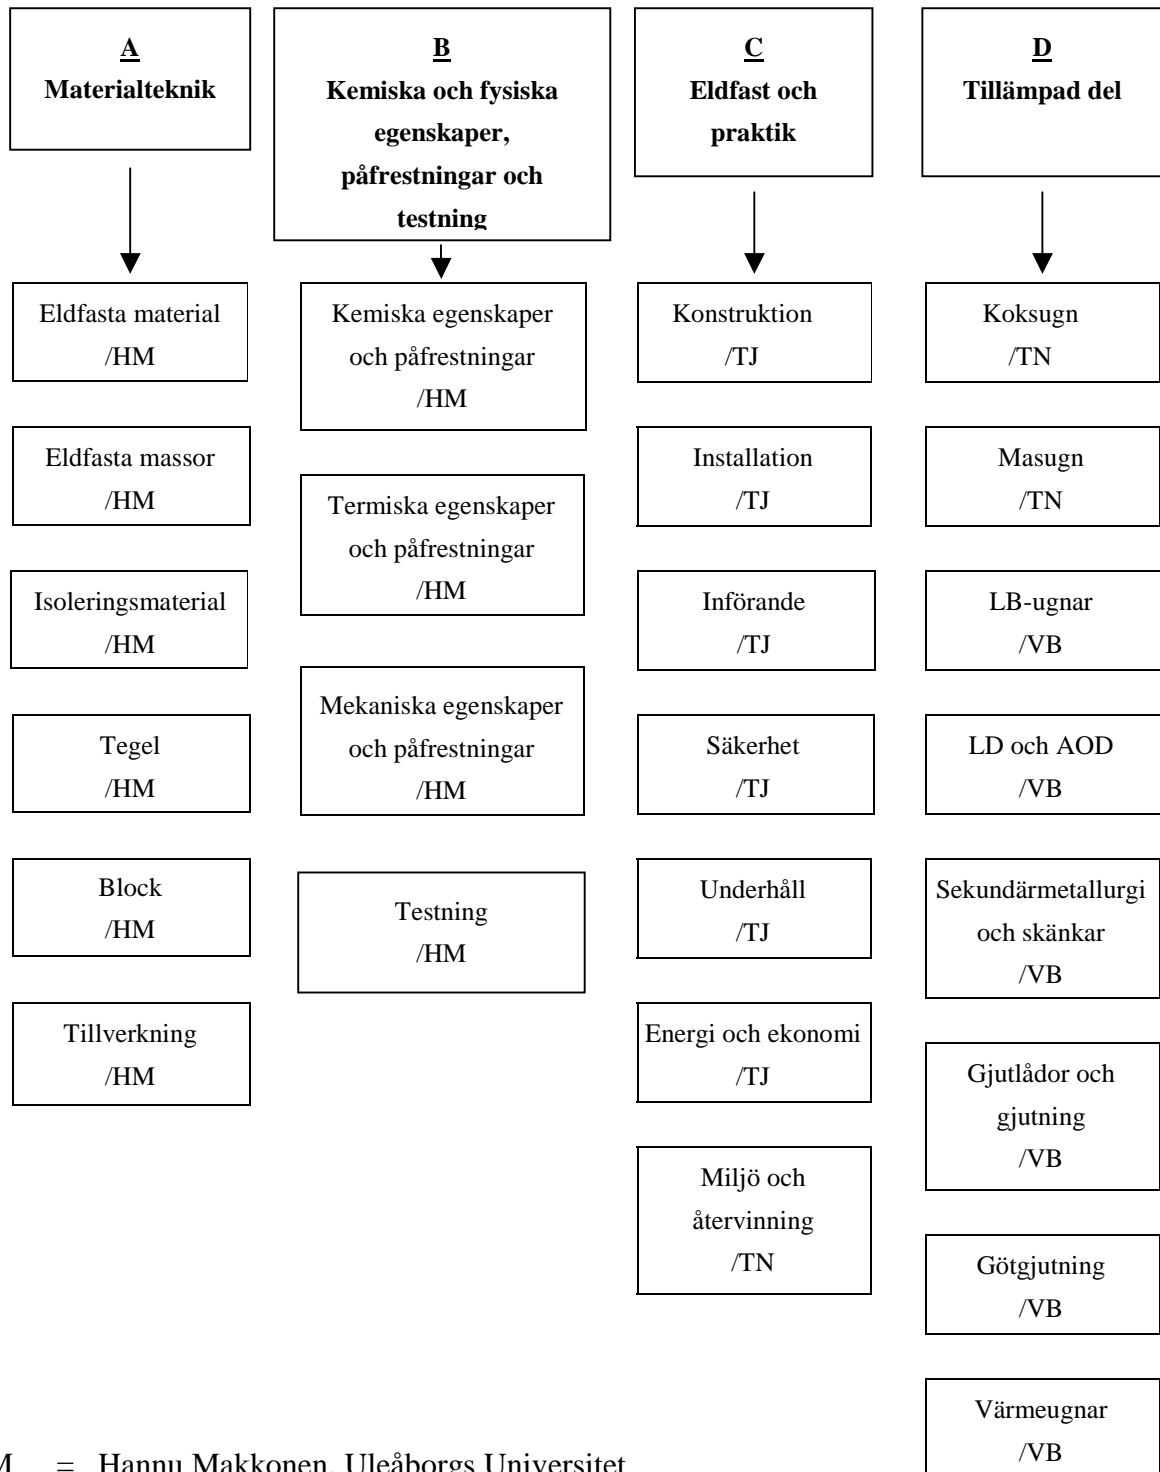 A
Materialteknik
Eldfasta material
/HM
Eldfasta massor
/HM
Isoleringsmaterial
/HM
Tegel
/HM
Block
/HM
Tillverkning
/HM
B
Kemiska och fysiska
egenskaper,
påfrestningar och
testning
Kemiska egenskaper
och påfrestningar
/HM
Termiska egenskaper
och påfrestningar
/HM
Mekaniska egenskaper
och påfrestningar
/HM
Testning
/HM
C
Eldfast och
praktik
Konstruktion
/TJ
Installation
/TJ
Införande
/TJ
Säkerhet
/TJ
Underhåll
/TJ
Energi och ekonomi
/TJ
Miljö och
återvinning
/TN
D
Tillämpad del
Koksugn
/TN
Masugn
/TN
LB-ugnar
/VB
LD och AOD
/VB
Sekundärmetallurgi
och skänkar
/VB
Gjutlådor och
gjutning
/VB
Götgjutning
/VB
Värmeugnar
/VB
M = Hannu Makkonen, Uleåborgs Universitet